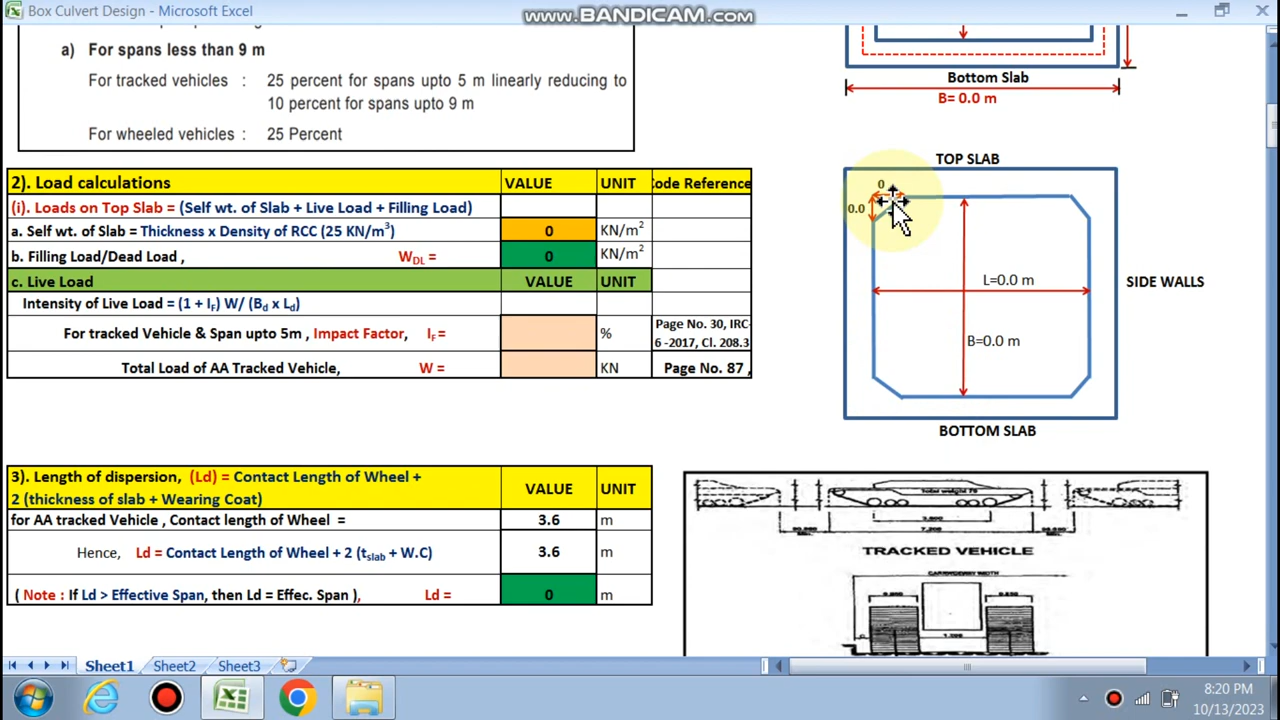 Box Culvert Design - Microsoft Excel
www.BANDICAM.com
a) For spans less than 9 m
For tracked vehicles : 25 percent for spans upto 5 m linearly reducing to
10 percent for spans upto 9 m
For wheeled vehicles : 25 Percent
Bottom Slab
B= 0.0 m
2). Load calculations VALUE UNIT Code Reference
(i). Loads on Top Slab = (Self wt. of Slab + Live Load + Filling Load)
a. Self wt. of Slab = Thickness x Density of RCC (25 KN/m³) 0 KN/m²
b. Filling Load/Dead Load , W_DL = 0 KN/m²
c. Live Load VALUE UNIT
Intensity of Live Load = (1 + I_F) W/ (B_d x L_d)
For tracked Vehicle & Span upto 5m , Impact Factor, I_F = % Page No. 30, IRC-
6 -2017, Cl. 208.3
Total Load of AA Tracked Vehicle, W = KN Page No. 87 ,
TOP SLAB
0
0.0
L=0.0 m
SIDE WALLS
B=0.0 m
BOTTOM SLAB
3). Length of dispersion, (Ld) = Contact Length of Wheel +
2 (thickness of slab + Wearing Coat) VALUE UNIT
for AA tracked Vehicle , Contact length of Wheel = 3.6 m
Hence, Ld = Contact Length of Wheel + 2 (t_slab + W.C) 3.6 m
( Note : If Ld > Effective Span, then Ld = Effec. Span ), Ld = 0 m
TRACKED VEHICLE
Sheet1 Sheet2 Sheet3
8:20 PM
10/13/2023